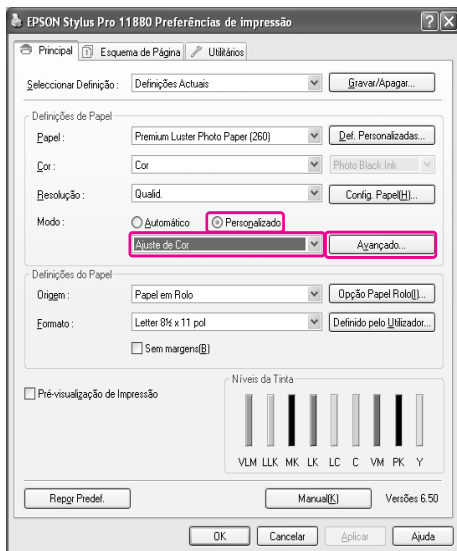 EPSON Stylus Pro 11880 Preferências de impressão
Principal Esquema de Página Utilitários
Seleccionar Definição : Definições Actuais Gravar/Apagar...
Definições de Papel
Papel : Premium Luster Photo Paper (260) Def. Personalizadas...
Cor : Cor Photo Black Ink
Resolução : Qualid. Config. Papel(H)...
Modo : Automático Personalizado
Ajuste de Cor Avançado...
Definições do Papel
Origem : Papel em Rolo Opção Papel Rolo(I)...
Formato : Letter 8½ x 11 pol Definido pelo Utilizador...
Sem margens(B)
Pré-visualização de Impressão
Níveis da Tinta
VLM LLK MK LK LC C VM PK Y
Repor Predef. Manual(K) Versões 6.50
OK Cancelar Aplicar Ajuda